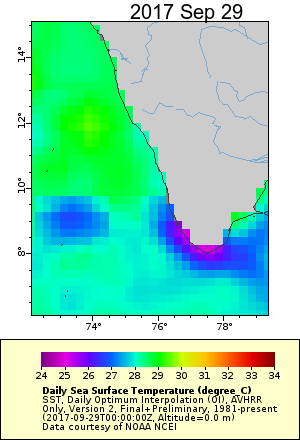 2017 Sep 29
14°
12°
10°
8°
74° 76° 78°
24 25 26 27 28 29 30 31 32 33 34
Daily Sea Surface Temperature (degree_C)
SST, Daily Optimum Interpolation (OI), AVHRR
Only, Version 2, Final+Preliminary, 1981-present
(2017-09-29T00:00:00Z, Altitude=0.0 m)
Data courtesy of NOAA NCEI